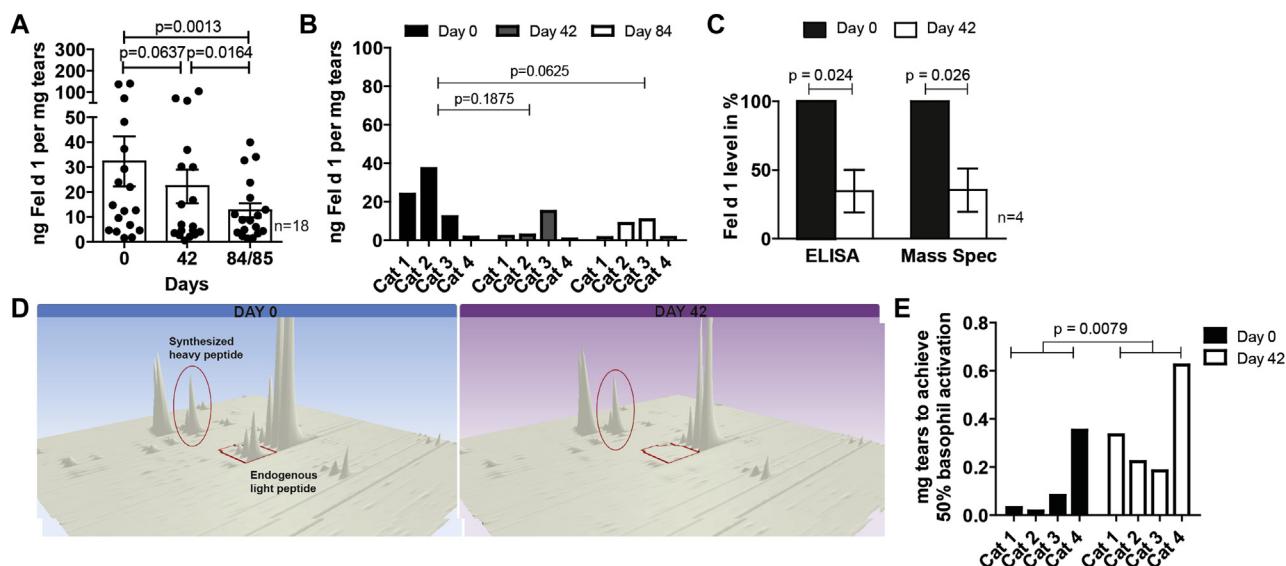 A
p=0.0013
p=0.0637 p=0.0164
ng Fel d 1 per mg tears
300
200
100
50
40
30
20
10
0
n=18
0 42 84/85
Days
B
Day 0 Day 42 Day 84
ng Fel d 1 per mg tears
100
80
60
40
20
0
p=0.0625
p=0.1875
Cat 1 Cat 2 Cat 3 Cat 4 Cat 1 Cat 2 Cat 3 Cat 4 Cat 1 Cat 2 Cat 3 Cat 4
C
Day 0 Day 42
p = 0.024 p = 0.026
Fel d 1 level in %
100
50
0
n=4
ELISA Mass Spec
D
DAY 0
Synthesized
heavy peptide
Endogenous
light peptide
DAY 42
E
mg tears to achieve
50% basophil activation
0.8
0.6
0.4
0.2
0.0
p = 0.0079
Day 0
Day 42
Cat 1 Cat 2 Cat 3 Cat 4 Cat 1 Cat 2 Cat 3 Cat 4